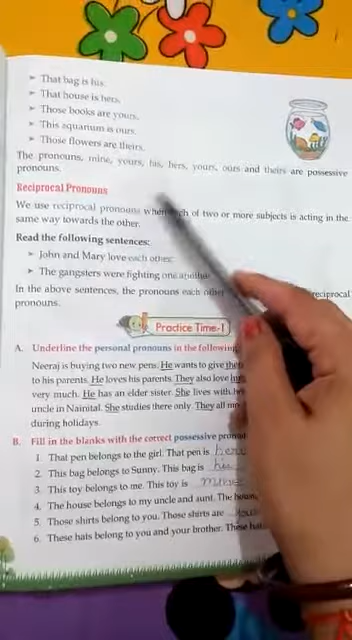 ➤ That bag is his.
➤ That house is hers.
➤ Those books are yours.
➤ This aquarium is ours.
➤ Those flowers are theirs.
The pronouns, mine, yours, his, hers, yours, ours and theirs are possessive
pronouns.
Reciprocal Pronouns
We use reciprocal pronouns when of two or more subjects is acting in the
same way towards the other.
Read the following sentences:
➤ John and Mary love each other.
➤ The gangsters were fighting one another
In the above sentences, the pronouns each other reciprocal
pronouns.
Practice Time-1
A. Underline the personal pronouns in the following
Neeraj is buying two new pens. He wants to give
to his parents. He loves his parents. They also love
very much. He has an elder sister. She lives with
uncle in Nainital. She studies there only. They all
during holidays.
B. Fill in the blanks with the correct possessive
1. That pen belongs to the girl. That pen is hers
2. This bag belongs to Sunny. This bag is his
3. This toy belongs to me. This toy is mine
4. The house belongs to my uncle and aunt. The house
5. Those shirts belong to you. Those shirts are
6. These hats belong to you and your brother. These